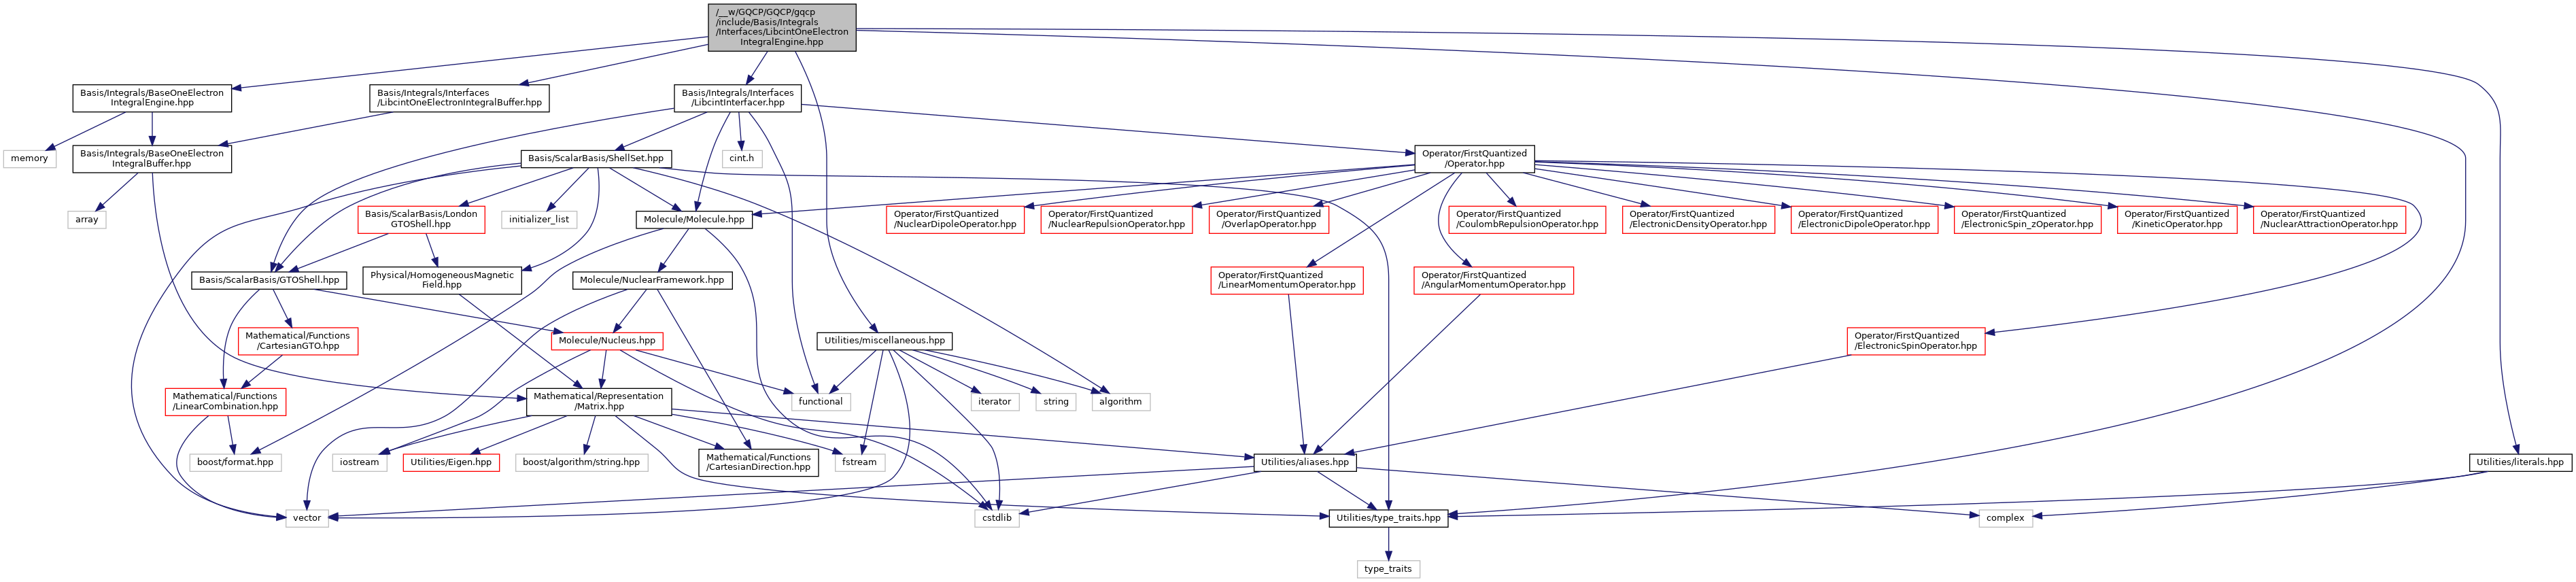 /__w/GQCP/GQCP/gqcp
/include/Basis/Integrals
/Interfaces/LibcintOneElectron
IntegralEngine.hpp
Basis/Integrals/BaseOneElectron
IntegralEngine.hpp
Basis/Integrals/Interfaces
/LibcintOneElectronIntegralBuffer.hpp
Basis/Integrals/Interfaces
/LibcintInterfacer.hpp
memory
Basis/Integrals/BaseOneElectron
IntegralBuffer.hpp
Basis/ScalarBasis/ShellSet.hpp
cint.h
Operator/FirstQuantized
/Operator.hpp
array
Basis/ScalarBasis/London
GTOShell.hpp
initializer_list
Molecule/Molecule.hpp
Operator/FirstQuantized
/NuclearDipoleOperator.hpp
Operator/FirstQuantized
/NuclearRepulsionOperator.hpp
Operator/FirstQuantized
/OverlapOperator.hpp
Operator/FirstQuantized
/CoulombRepulsionOperator.hpp
Operator/FirstQuantized
/ElectronicDensityOperator.hpp
Operator/FirstQuantized
/ElectronicDipoleOperator.hpp
Operator/FirstQuantized
/ElectronicSpin_zOperator.hpp
Operator/FirstQuantized
/KineticOperator.hpp
Operator/FirstQuantized
/NuclearAttractionOperator.hpp
Basis/ScalarBasis/GTOShell.hpp
Physical/HomogeneousMagnetic
Field.hpp
Molecule/NuclearFramework.hpp
Operator/FirstQuantized
/LinearMomentumOperator.hpp
Operator/FirstQuantized
/AngularMomentumOperator.hpp
Mathematical/Functions
/CartesianGTO.hpp
Molecule/Nucleus.hpp
Utilities/miscellaneous.hpp
Operator/FirstQuantized
/ElectronicSpinOperator.hpp
Mathematical/Functions
/LinearCombination.hpp
Mathematical/Representation
/Matrix.hpp
functional
iterator
string
algorithm
boost/format.hpp
iostream
Utilities/Eigen.hpp
boost/algorithm/string.hpp
Mathematical/Functions
/CartesianDirection.hpp
fstream
Utilities/aliases.hpp
Utilities/literals.hpp
vector
cstdlib
Utilities/type_traits.hpp
complex
type_traits